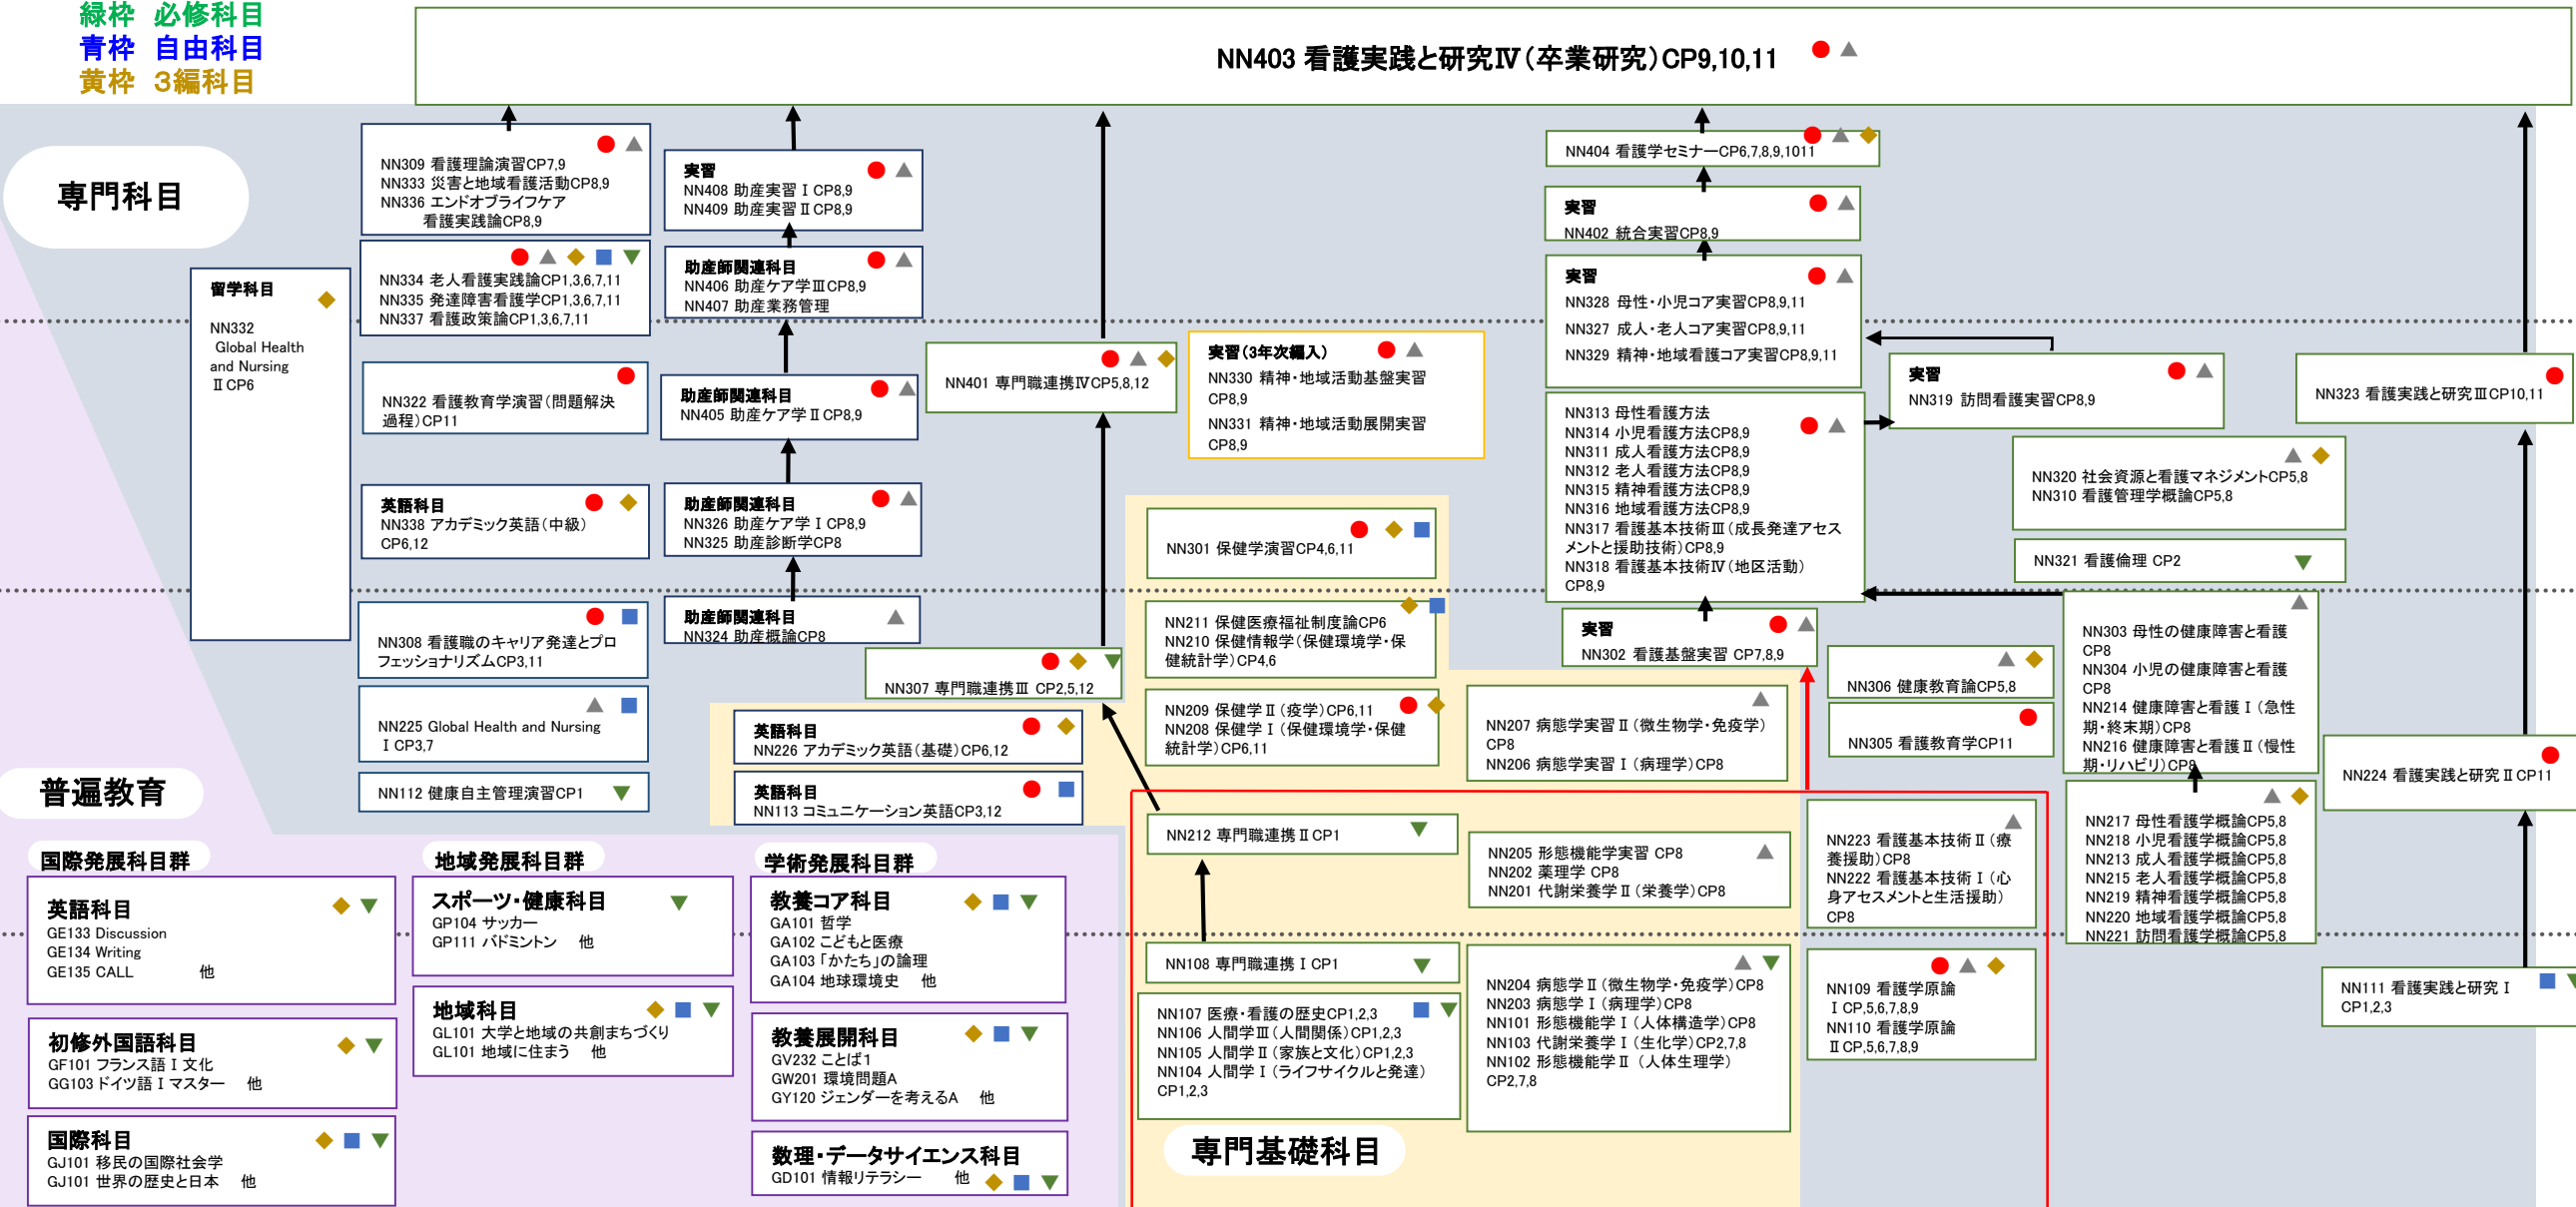 緑枠 必修科目
青枠 自由科目
黄枠 3編科目
NN403 看護実践と研究Ⅳ(卒業研究)CP9,10,11
専門科目
NN309 看護理論演習CP7,9
NN333 災害と地域看護活動CP8,9
NN336 エンドオブライフケア
看護実践論CP8,9
NN334 老人看護実践論CP1,3,6,7,11
NN335 発達障害看護学CP1,3,6,7,11
NN337 看護政策論CP1,3,6,7,11
留学科目
NN332
Global Health
and Nursing
ⅡCP6
NN322 看護教育学演習(問題解決
過程)CP11
英語科目
NN338 アカデミック英語(中級)
CP6,12
NN308 看護職のキャリア発達とプロ
フェッショナリズムCP3,11
NN225 Global Health and Nursing
ⅠCP3,7
NN112 健康自主管理演習CP1
実習
NN408 助産実習ⅠCP8,9
NN409 助産実習ⅡCP8,9
助産師関連科目
NN406 助産ケア学ⅢCP8,9
NN407 助産業務管理
助産師関連科目
NN405 助産ケア学ⅡCP8,9
助産師関連科目
NN326 助産ケア学ⅠCP8,9
NN325 助産診断学CP8
助産師関連科目
NN324 助産概論CP8
NN401 専門職連携ⅣCP5,8,12
NN307 専門職連携Ⅲ CP2,5,12
英語科目
NN226 アカデミック英語(基礎)CP6,12
英語科目
NN113 コミュニケーション英語CP3,12
実習(3年次編入)
NN330 精神・地域活動基盤実習
CP8,9
NN331 精神・地域活動展開実習
CP8,9
NN301 保健学演習CP4,6,11
NN211 保健医療福祉制度論CP6
NN210 保健情報学(保健環境学・保
健統計学)CP4,6
NN209 保健学Ⅱ(疫学)CP6,11
NN208 保健学Ⅰ(保健環境学・保健
統計学)CP6,11
NN212 専門職連携ⅡCP1
NN108 専門職連携ⅠCP1
NN107 医療・看護の歴史CP1,2,3
NN106 人間学Ⅲ(人間関係)CP1,2,3
NN105 人間学Ⅱ(家族と文化)CP1,2,3
NN104 人間学Ⅰ(ライフサイクルと発達)
CP1,2,3
専門基礎科目
NN207 病態学実習Ⅱ(微生物学・免疫学)
CP8
NN206 病態学実習Ⅰ(病理学)CP8
NN205 形態機能学実習 CP8
NN202 薬理学 CP8
NN201 代謝栄養学Ⅱ(栄養学)CP8
NN204 病態学Ⅱ(微生物学・免疫学)CP8
NN203 病態学Ⅰ(病理学)CP8
NN101 形態機能学Ⅰ(人体構造学)CP8
NN103 代謝栄養学Ⅰ(生化学)CP2,7,8
NN102 形態機能学Ⅱ (人体生理学)
CP2,7,8
NN404 看護学セミナーCP6,7,8,9,1011
実習
NN402 統合実習CP8,9
実習
NN328 母性・小児コア実習CP8,9,11
NN327 成人・老人コア実習CP8,9,11
NN329 精神・地域看護コア実習CP8,9,11
NN313 母性看護方法
NN314 小児看護方法CP8,9
NN311 成人看護方法CP8,9
NN312 老人看護方法CP8,9
NN315 精神看護方法CP8,9
NN316 地域看護方法CP8,9
NN317 看護基本技術Ⅲ(成長発達アセス
メントと援助技術)CP8,9
NN318 看護基本技術Ⅳ(地区活動)
CP8,9
実習
NN302 看護基盤実習 CP7,8,9
実習
NN319 訪問看護実習CP8,9
NN320 社会資源と看護マネジメントCP5,8
NN310 看護管理学概論CP5,8
NN321 看護倫理 CP2
NN306 健康教育論CP5,8
NN305 看護教育学CP11
NN303 母性の健康障害と看護
CP8
NN304 小児の健康障害と看護
CP8
NN214 健康障害と看護Ⅰ(急性
期・終末期)CP8
NN216 健康障害と看護Ⅱ(慢性
期・リハビリ)CP8
NN223 看護基本技術Ⅱ(療
養援助)CP8
NN222 看護基本技術Ⅰ(心
身アセスメントと生活援助)
CP8
NN109 看護学原論
ⅠCP,5,6,7,8,9
NN110 看護学原論
ⅡCP,5,6,7,8,9
NN217 母性看護学概論CP5,8
NN218 小児看護学概論CP5,8
NN213 成人看護学概論CP5,8
NN215 老人看護学概論CP5,8
NN219 精神看護学概論CP5,8
NN220 地域看護学概論CP5,8
NN221 訪問看護学概論CP5,8
NN323 看護実践と研究ⅢCP10,11
NN224 看護実践と研究ⅡCP11
NN111 看護実践と研究Ⅰ
CP1,2,3
普遍教育
国際発展科目群
英語科目
GE133 Discussion
GE134 Writing
GE135 CALL 他
初修外国語科目
GF101 フランス語Ⅰ文化
GG103 ドイツ語Ⅰマスター 他
国際科目
GJ101 移民の国際社会学
GJ101 世界の歴史と日本 他
地域発展科目群
スポーツ・健康科目
GP104 サッカー
GP111 バドミントン 他
地域科目
GL101 大学と地域の共創まちづくり
GL101 地域に住まう 他
学術発展科目群
教養コア科目
GA101 哲学
GA102 こどもと医療
GA103 「かたち」の論理
GA104 地球環境史 他
教養展開科目
GV232 ことば1
GW201 環境問題A
GY120 ジェンダーを考えるA 他
数理・データサイエンス科目
GD101 情報リテラシー 他